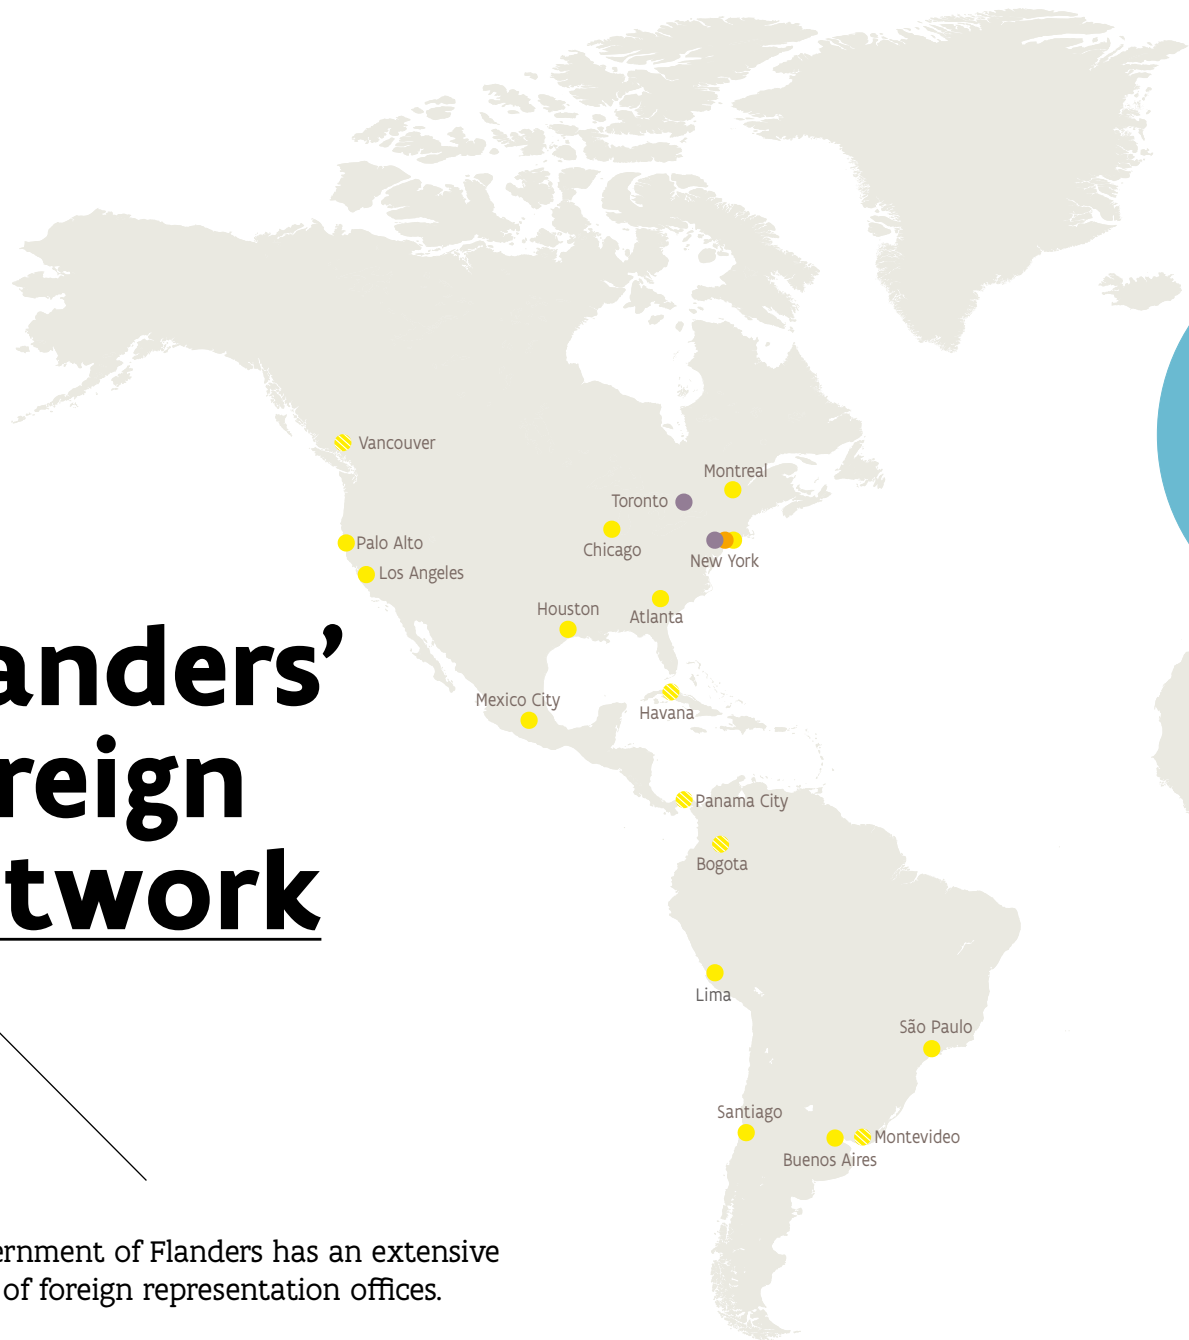 Vancouver
Montreal
Toronto
Chicago
New York
Palo Alto
Los Angeles
Houston
Atlanta
anders’
reign
twork
Mexico City
Havana
Panama City
Bogota
Lima
São Paulo
Santiago
Montevideo
Buenos Aires
ernment of Flanders has an extensive
of foreign representation offices.